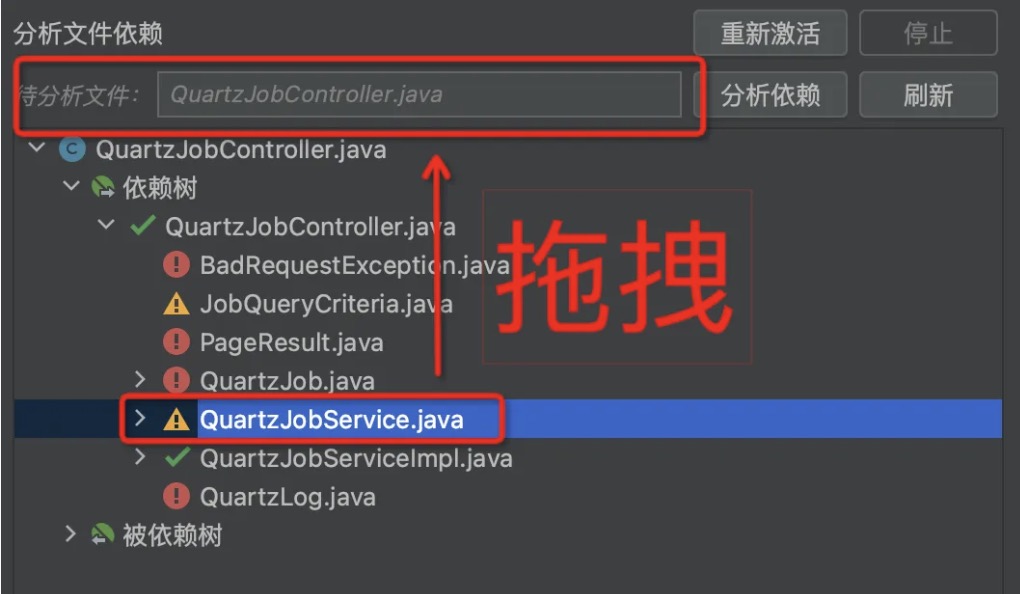 分析文件依赖 重新激活 停止
待分析文件： QuartzJobController.java 分析依赖 刷新
QuartzJobController.java
依赖树
QuartzJobController.java
BadRequestException.java
JobQueryCriteria.java
PageResult.java
QuartzJob.java
QuartzJobService.java
QuartzJobServiceImpl.java
QuartzLog.java
被依赖树
拖拽